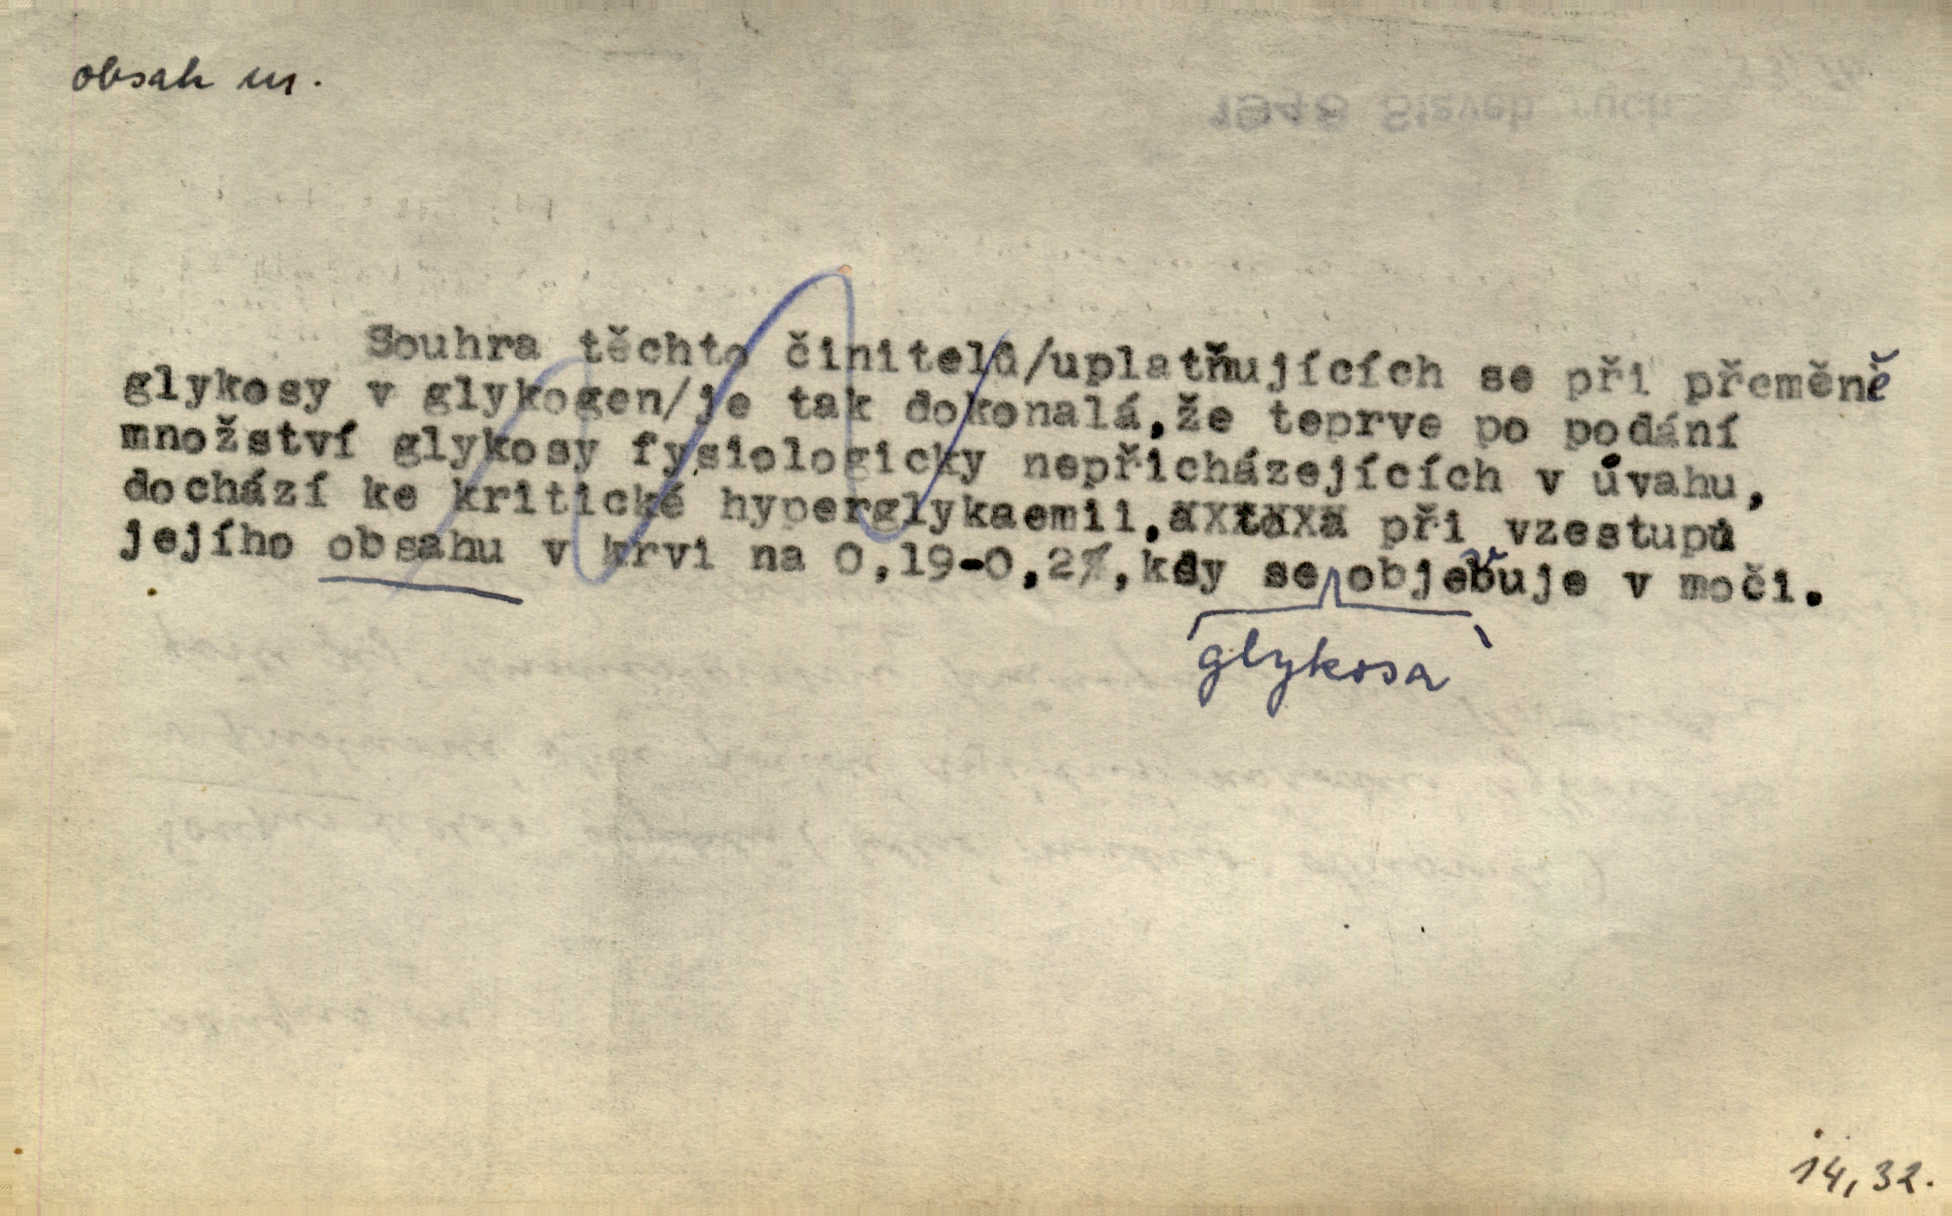 obsah m.
Souhra těchto činitelů/uplatňujících se při přeměně
glykosy v glykogen/je tak dokonalá,že teprve po podání
množství glykosy fysiologicky nepřicházejících v úvahu,
dochází ke kritické hyperglykaemii, při vzestupu
jejího obsahu v krvi na 0,19-0,2%,kdy se objevuje v moči.
glykosa
14,32.